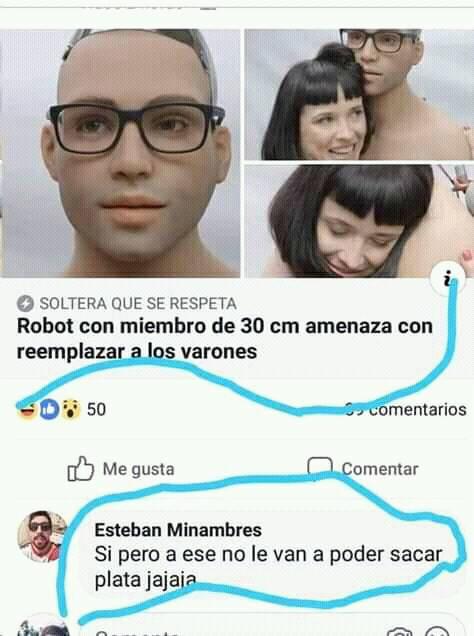 SOLTERA QUE SE RESPETA
Robot con miembro de 30 cm amenaza con
reemplazar a los varones
50
comentarios
Me gusta
Comentar
Esteban Minambres
Si pero a ese no le van a poder sacar
plata jajaja